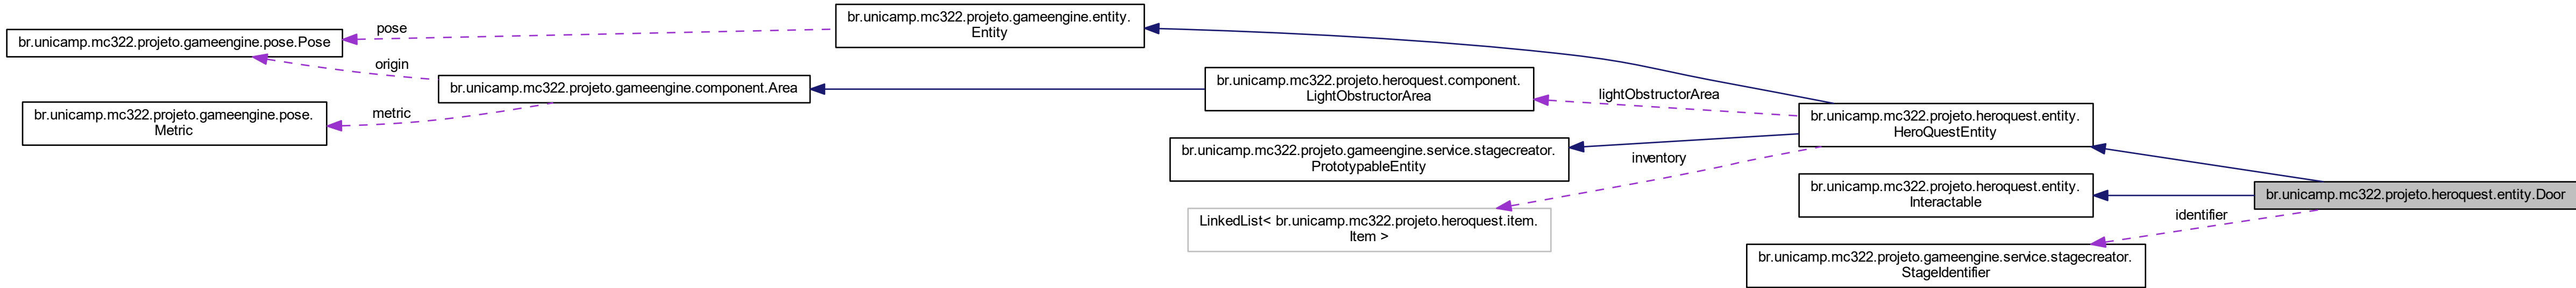 br.unicamp.mc322.projeto.gameengine.pose.Pose
pose
origin
br.unicamp.mc322.projeto.gameengine.pose.
Metric
metric
br.unicamp.mc322.projeto.gameengine.component.Area
br.unicamp.mc322.projeto.gameengine.entity.
Entity
br.unicamp.mc322.projeto.heroquest.component.
LightObstructorArea
br.unicamp.mc322.projeto.gameengine.service.stagecreator.
PrototypableEntity
LinkedList< br.unicamp.mc322.projeto.heroquest.item.
Item >
lightObstructorArea
inventory
br.unicamp.mc322.projeto.heroquest.entity.
HeroQuestEntity
br.unicamp.mc322.projeto.heroquest.entity.
Interactable
br.unicamp.mc322.projeto.gameengine.service.stagecreator.
StageIdentifier
identifier
br.unicamp.mc322.projeto.heroquest.entity.Door